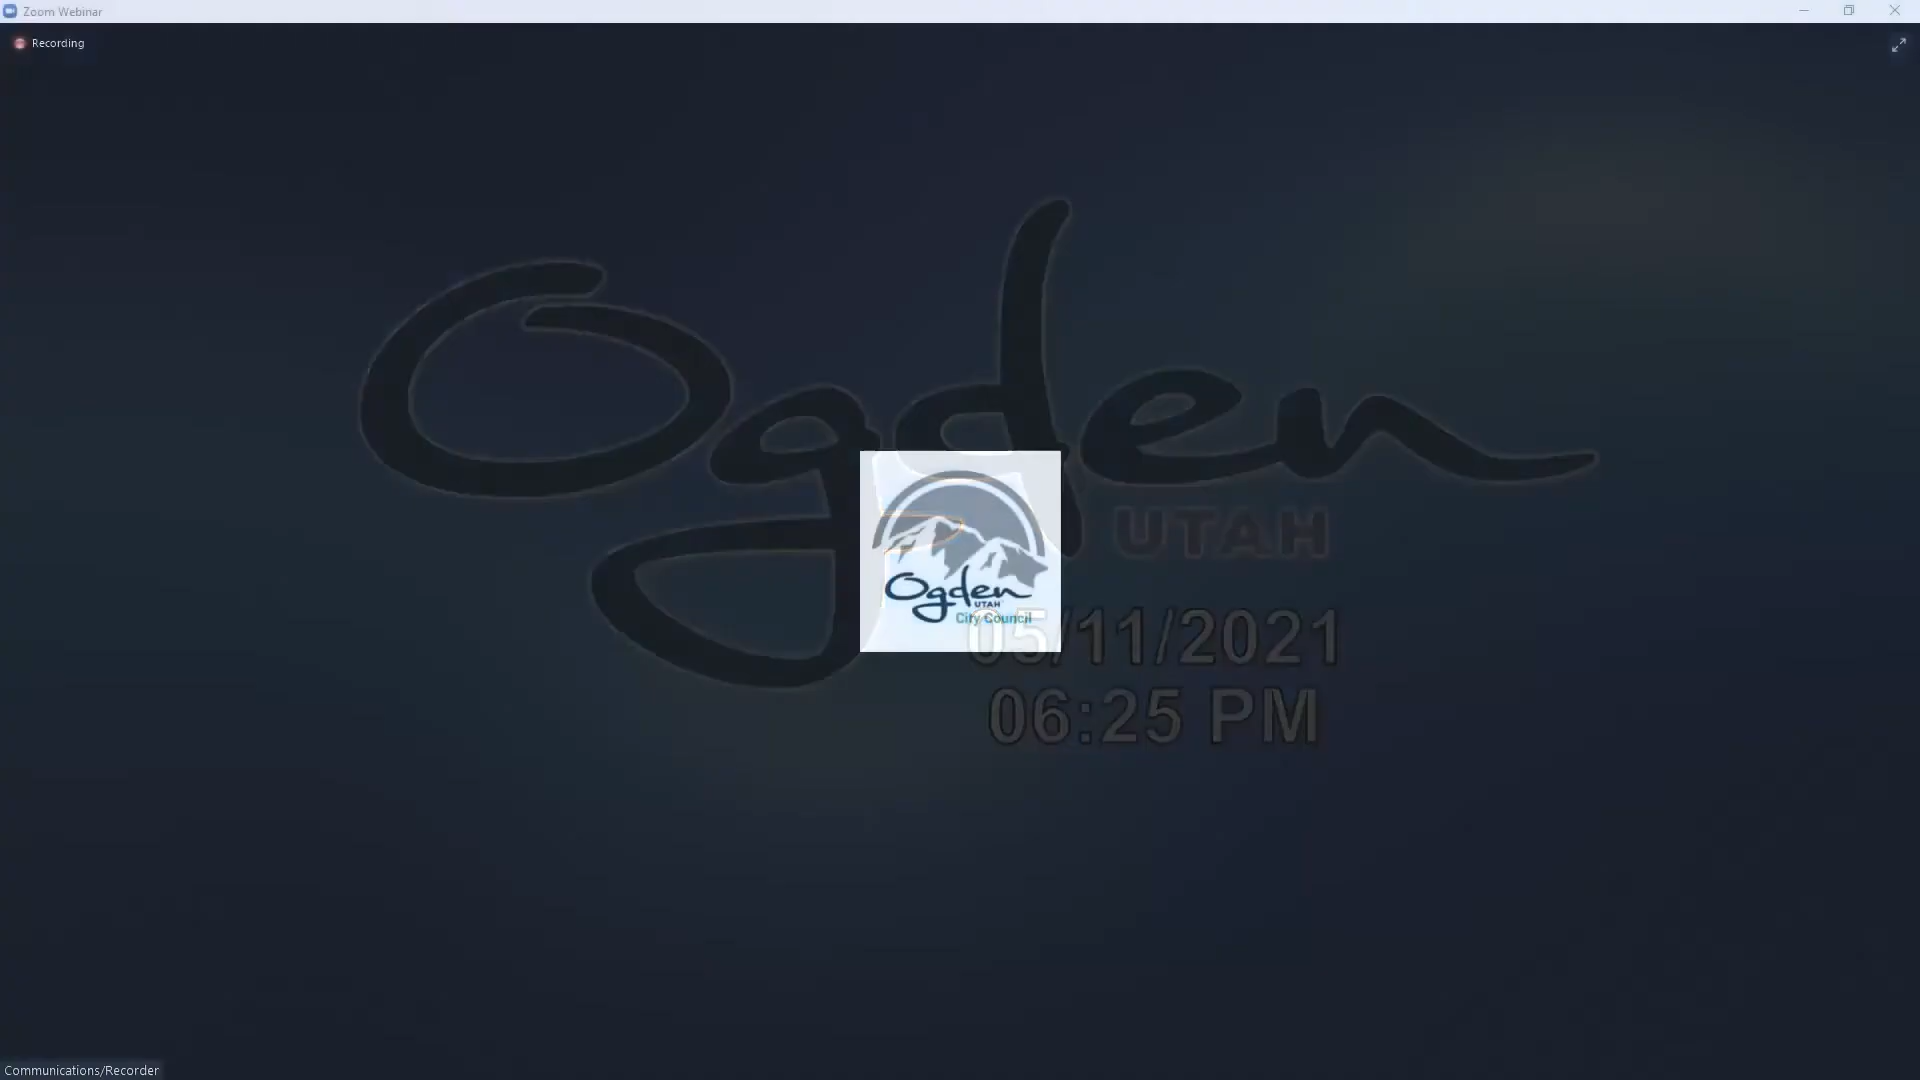 Zoom Webinar
Recording
Ogden
UTAH
Ogden
UTAH
City Council
05/11/2021
06:25 PM
Communications/Recorder